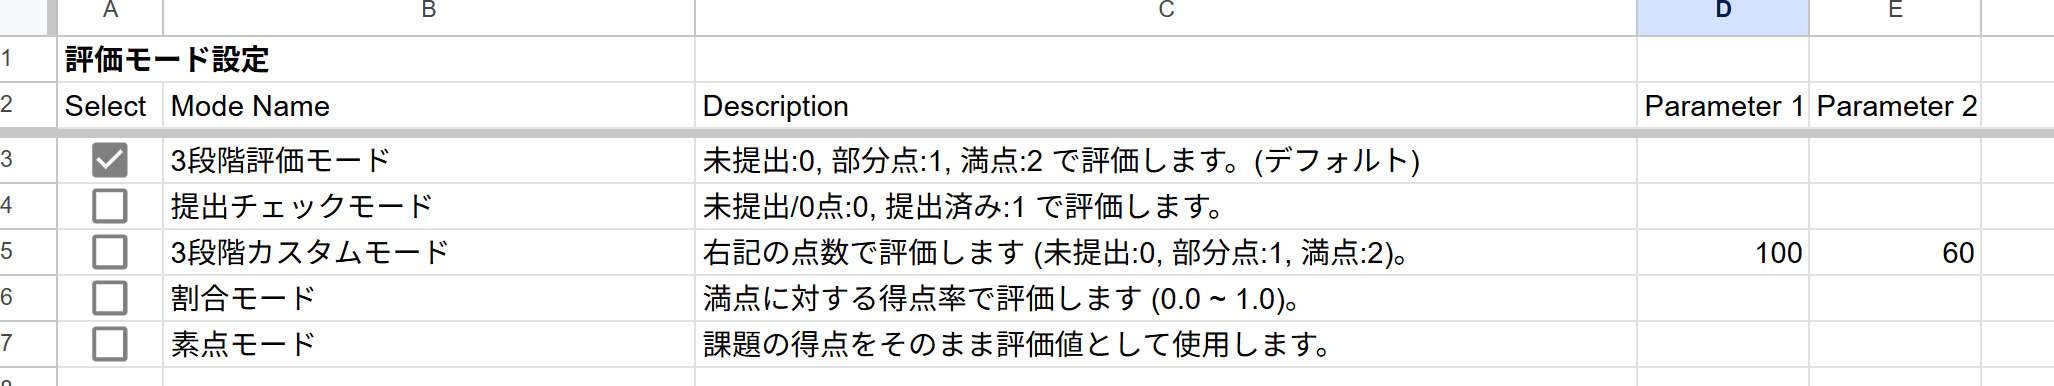 A B C D E
1 評価モード設定
2 Select Mode Name Description Parameter 1 Parameter 2
3 3段階評価モード 未提出:0, 部分点:1, 満点:2 で評価します。(デフォルト)
4 提出チェックモード 未提出/0点:0, 提出済み:1 で評価します。
5 3段階カスタムモード 右記の点数で評価します (未提出:0, 部分点:1, 満点:2)。 100 60
6 割合モード 満点に対する得点率で評価します (0.0 ~ 1.0)。
7 素点モード 課題の得点をそのまま評価値として使用します。